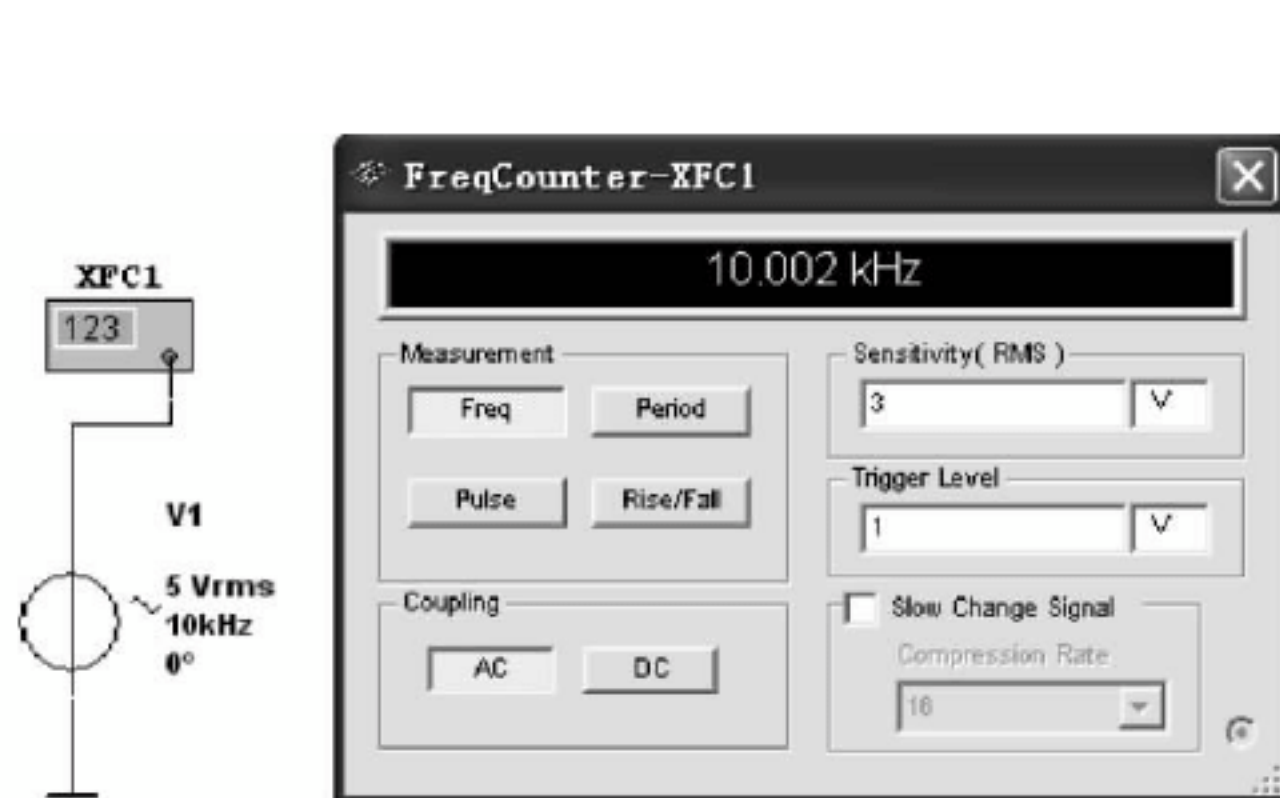 XFC1
123
V1
5 Vrms
10kHz
0°
FreqCounter-XFC1
10.002 kHz
Measurement
Freq
Period
Pulse
Rise/Fall
Coupling
AC
DC
Sensitivity( RMS )
3
V
Trigger Level
1
V
Slow Change Signal
Compression Rate
16